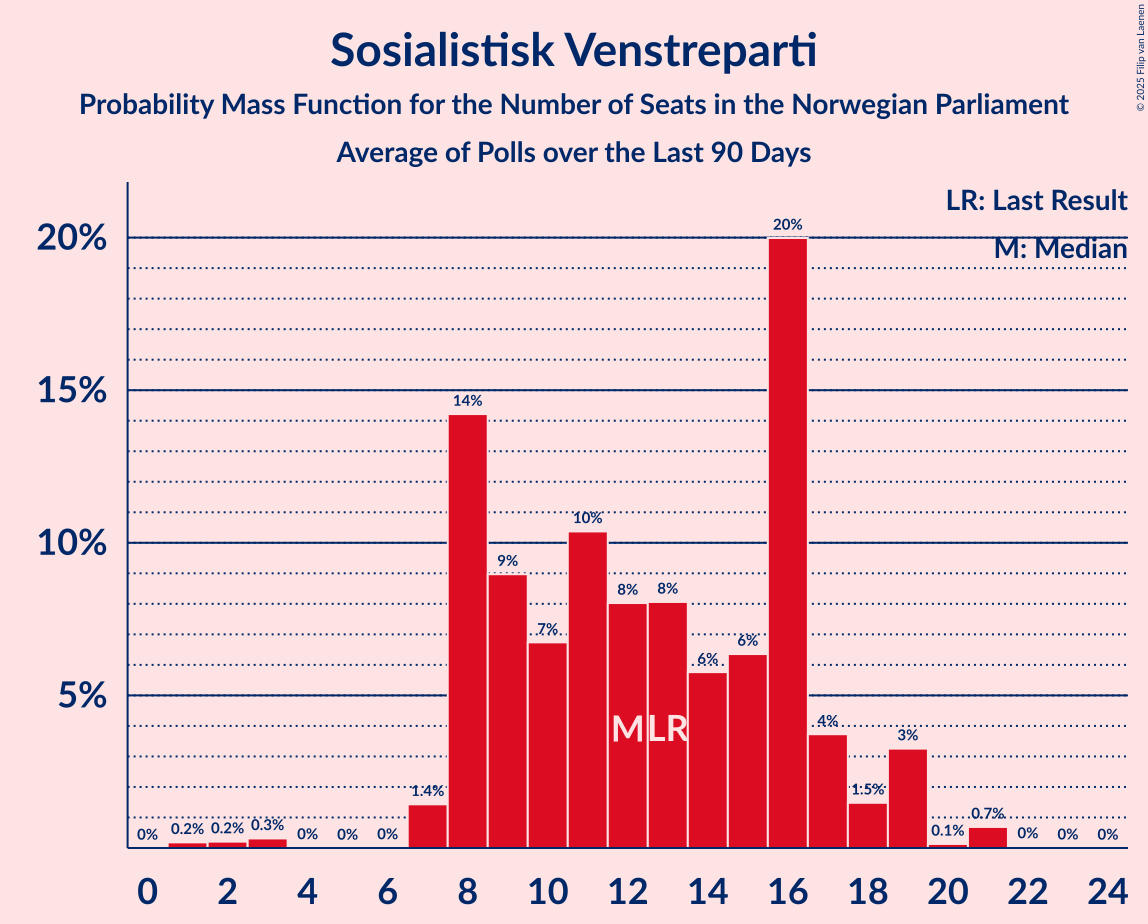 Sosialistisk Venstreparti
Probability Mass Function for the Number of Seats in the Norwegian Parliament
Average of Polls over the Last 90 Days
© 2025 Filip van Laenen
LR: Last Result
M: Median
20%
15%
10%
5%
0% 0.2% 0.2% 0.3% 0% 0% 0% 1.4% 14% 9% 7% 10% 8% 8% 6% 6% 20% 4% 1.5% 3% 0.1% 0.7% 0% 0% 0%
M LR
0 2 4 6 8 10 12 14 16 18 20 22 24